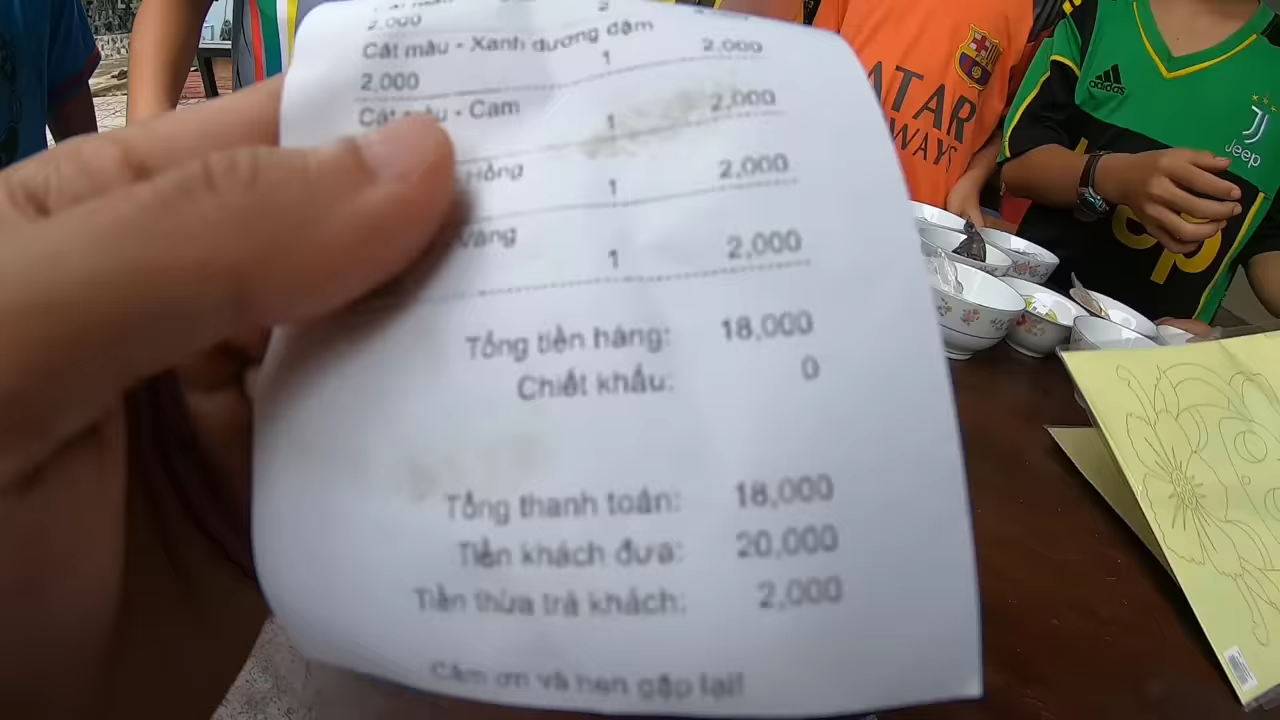 2,000
Cát màu - Xanh dương đậm
1 2,000
2,000
Cát màu - Cam
1 2,000
Hồng
1 2,000
Vàng
1 2,000
Tổng tiền hàng: 18,000
Chiết khấu: 0
Tổng thanh toán: 18,000
Tiền khách đưa: 20,000
Tiền thừa trả khách: 2,000
Cảm ơn và hẹn gặp lại!
ATAR
WAYS
adidas
Jeep